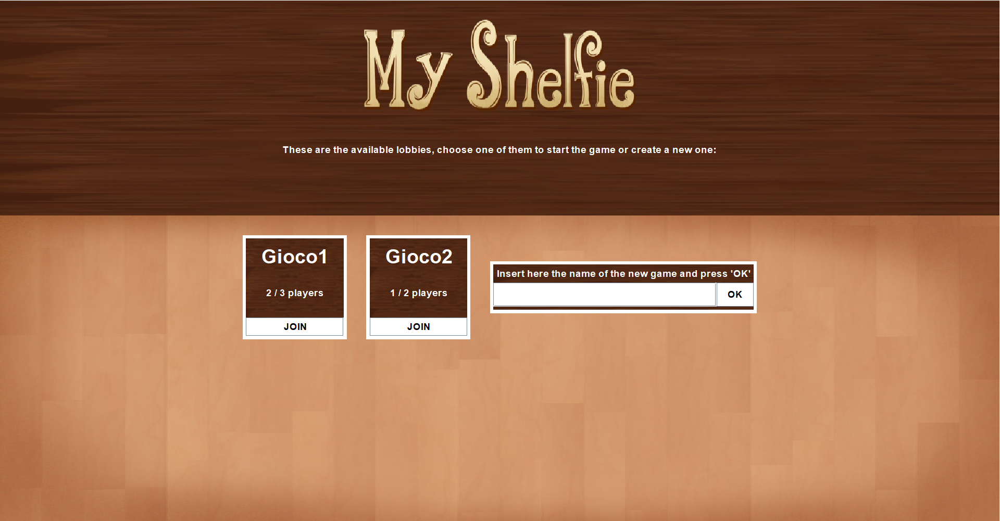 My Shelfie
These are the available lobbies, choose one of them to start the game or create a new one:
Gioco1
2 / 3 players
JOIN
Gioco2
1 / 2 players
JOIN
Insert here the name of the new game and press 'OK'
OK